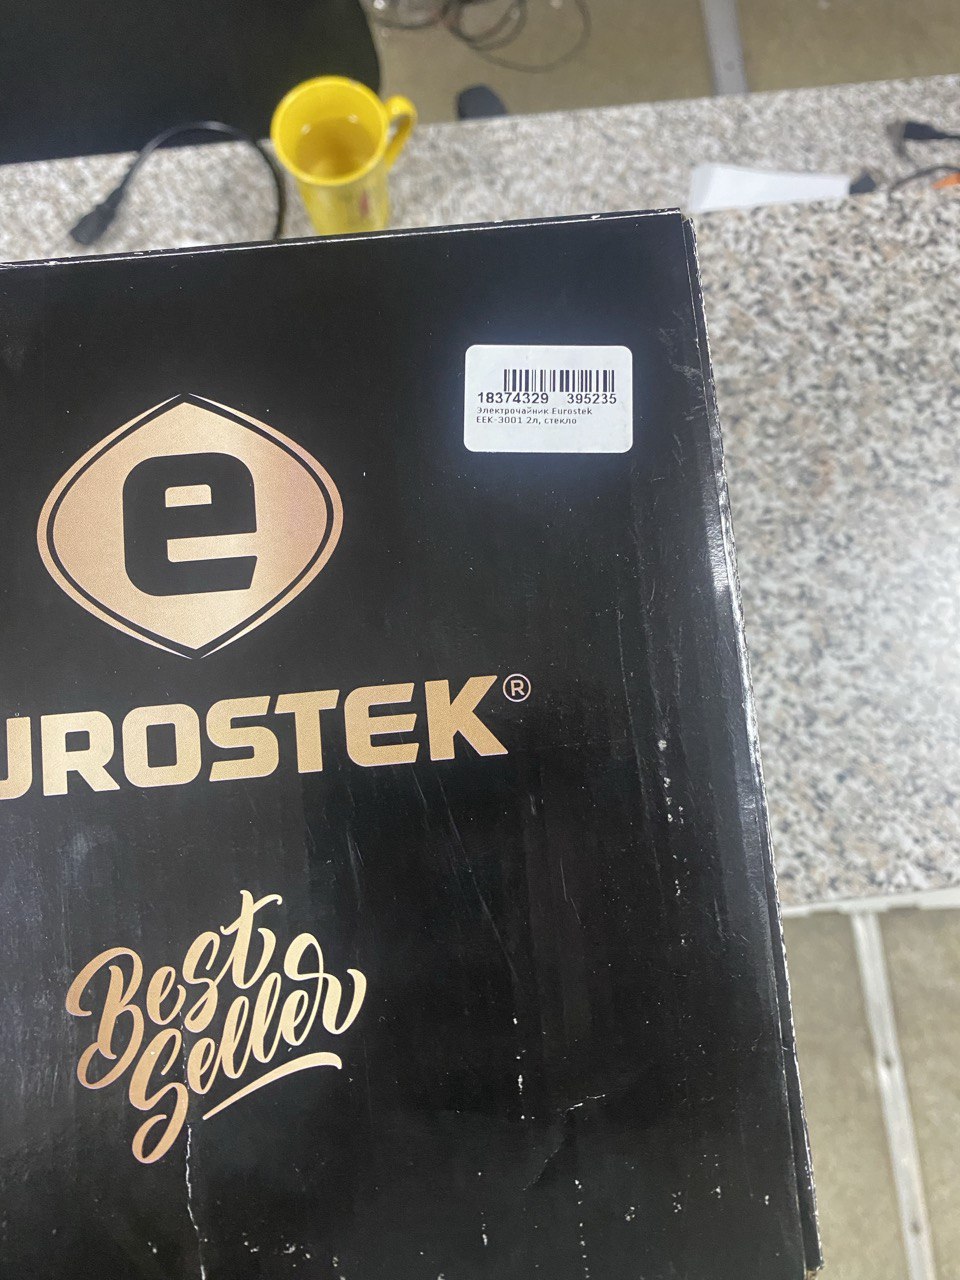 18374329 395235
Электрочайник Eurostek
EEK-3001 2л, стекло
e
UROSTEK®
Best
Seller